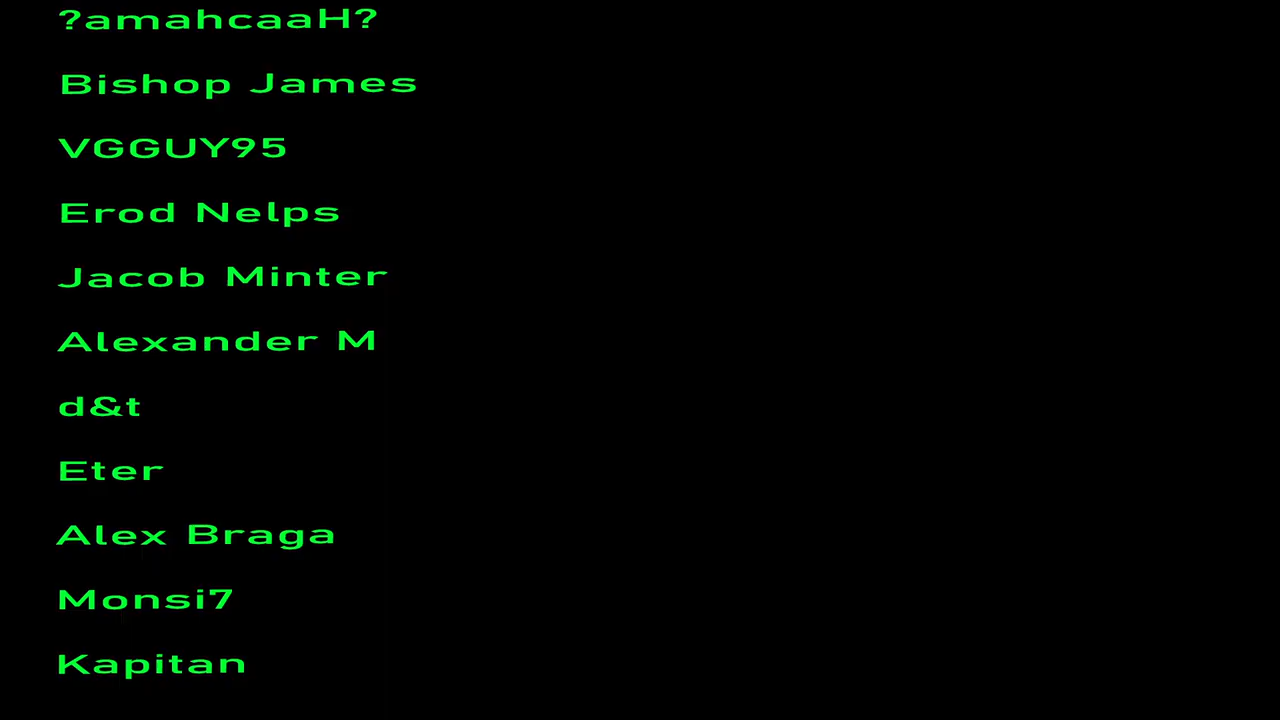 ?amahcaaH?
Bishop James
VGGUY95
Erod Nelps
Jacob Minter
Alexander M
d&t
Eter
Alex Braga
Monsi7
Kapitan